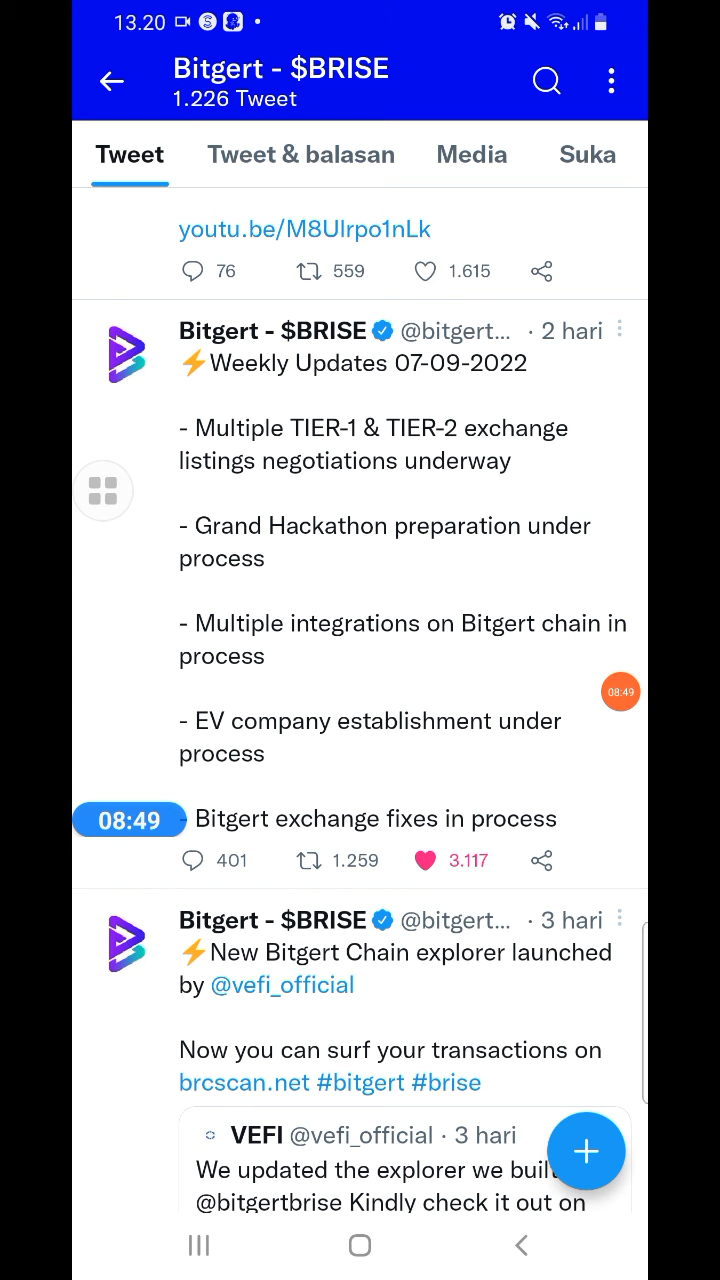 13.20
Bitgert - $BRISE
1.226 Tweet
Tweet Tweet & balasan Media Suka
youtu.be/M8Ulrpo1nLk
76 559 1.615
Bitgert - $BRISE @bitgert... · 2 hari
⚡Weekly Updates 07-09-2022
- Multiple TIER-1 & TIER-2 exchange
listings negotiations underway
- Grand Hackathon preparation under
process
- Multiple integrations on Bitgert chain in
process
08:49
- EV company establishment under
process
08:49
- Bitgert exchange fixes in process
401 1.259 3.117
Bitgert - $BRISE @bitgert... · 3 hari
⚡New Bitgert Chain explorer launched
by @vefi_official
Now you can surf your transactions on
brcscan.net #bitgert #brise
VEFI @vefi_official · 3 hari
We updated the explorer we buil
@bitgertbrise Kindly check it out on